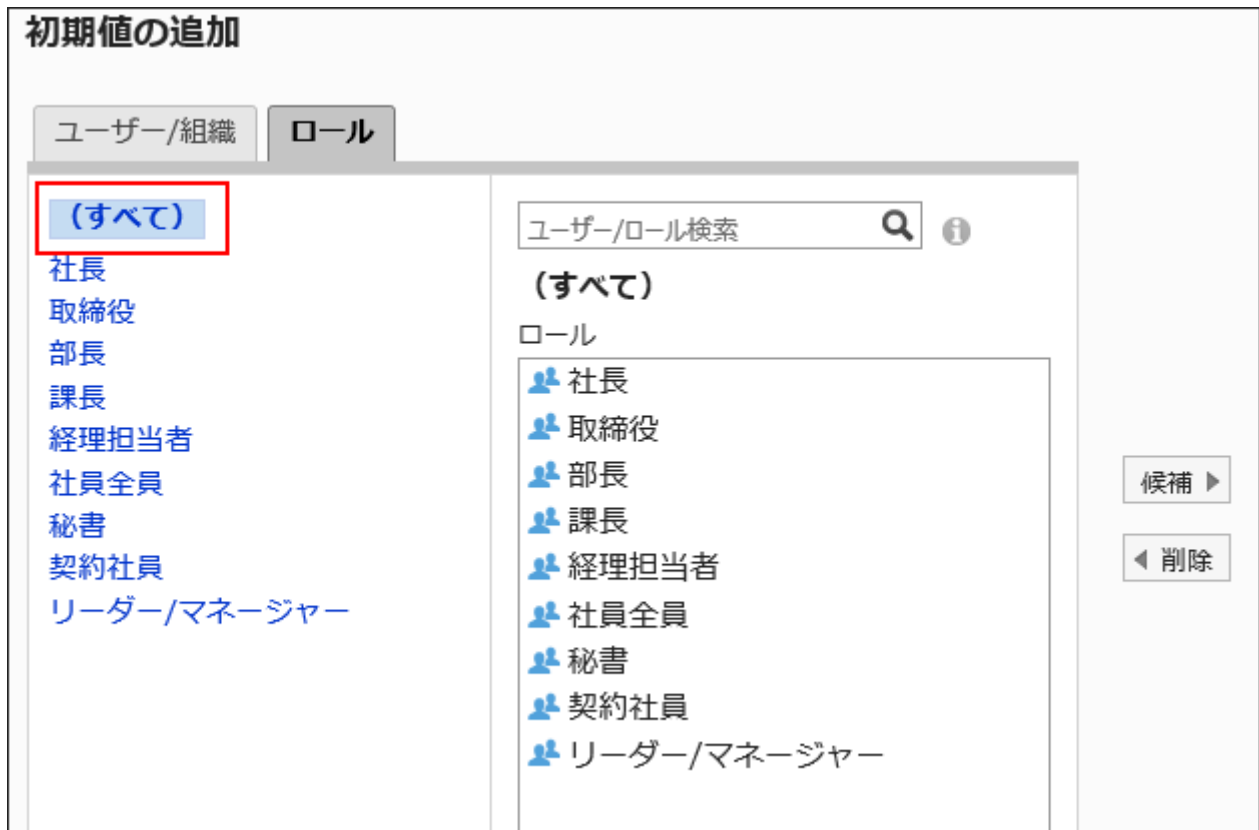 初期値の追加
ユーザー/組織
ロール
(すべて)
社長
取締役
部長
課長
経理担当者
社員全員
秘書
契約社員
リーダー/マネージャー
ユーザー/ロール検索
(すべて)
ロール
社長
取締役
部長
課長
経理担当者
社員全員
秘書
契約社員
リーダー/マネージャー
候補
削除